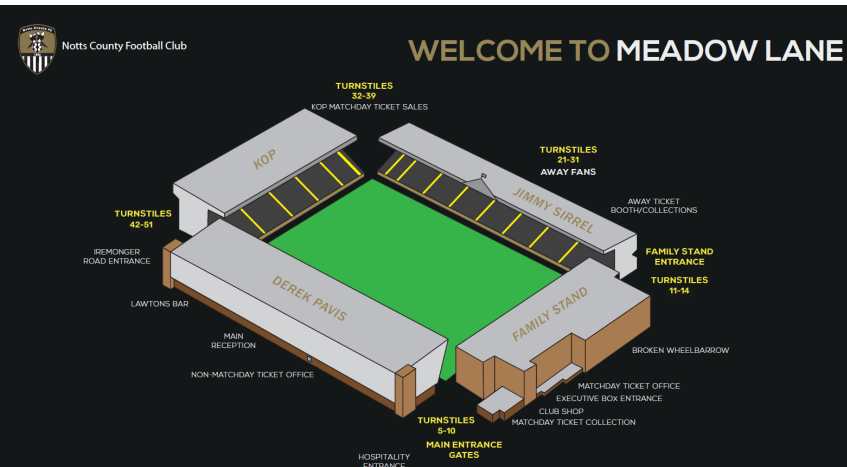 Notts County Football Club
WELCOME TO MEADOW LANE
TURNSTILES
32-39
KOP MATCHDAY TICKET SALES
KOP
TURNSTILES
21-31
AWAY FANS
JIMMY SIRREL
AWAY TICKET
BOOTH/COLLECTIONS
TURNSTILES
42-51
IREMONGER
ROAD ENTRANCE
FAMILY STAND
ENTRANCE
TURNSTILES
11-14
DEREK PAVIS
FAMILY STAND
LAWTONS BAR
MAIN
RECEPTION
NON-MATCHDAY TICKET OFFICE
BROKEN WHEELBARROW
MATCHDAY TICKET OFFICE
EXECUTIVE BOX ENTRANCE
CLUB SHOP
MATCHDAY TICKET COLLECTION
TURNSTILES
5-10
MAIN ENTRANCE
GATES
HOSPITALITY
ENTRANCE